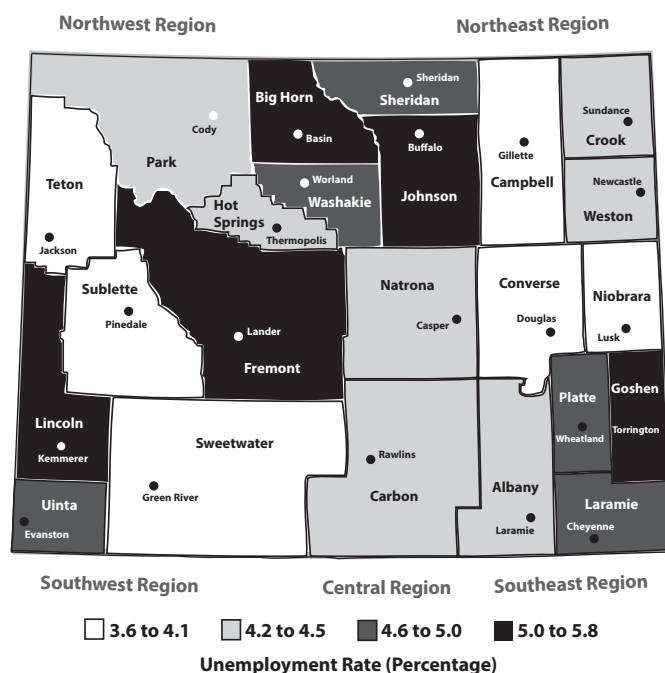 Northwest Region
Northeast Region
Sheridan
Big Horn
Sheridan
Sundance
Cody
Basin
Buffalo
Crook
Park
Gillette
Worland
Newcastle
Teton
Campbell
Washakie
Johnson
Hot
Springs
Weston
Jackson
Thermopolis
Sublette
Natrona
Converse
Niobrara
Pinedale
Casper
Douglas
Lander
Lusk
Fremont
Platte
Goshen
Lincoln
Torrington
Wheatland
Sweetwater
Kemmerer
Rawlins
Green River
Carbon
Albany
Uinta
Laramie
Evanston
Laramie
Cheyenne
Southwest Region
Central Region
Southeast Region
3.6 to 4.1
4.2 to 4.5
4.6 to 5.0
5.0 to 5.8
Unemployment Rate (Percentage)